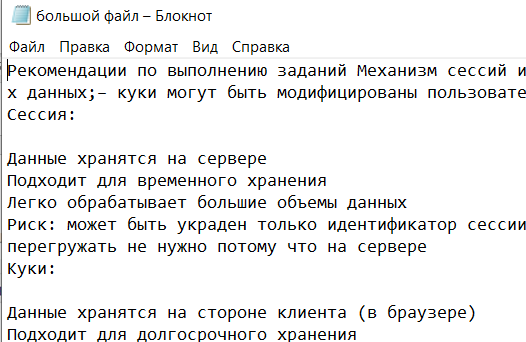 большой файл – Блокнот
Файл Правка Формат Вид Справка
Рекомендации по выполнению заданий Механизм сессий и
х данных;– куки могут быть модифицированы пользовате
Сессия:
Данные хранятся на сервере
Подходит для временного хранения
Легко обрабатывает большие объемы данных
Риск: может быть украден только идентификатор сессии
перегружать не нужно потому что на сервере
Куки:
Данные хранятся на стороне клиента (в браузере)
Подходит для долгосрочного хранения